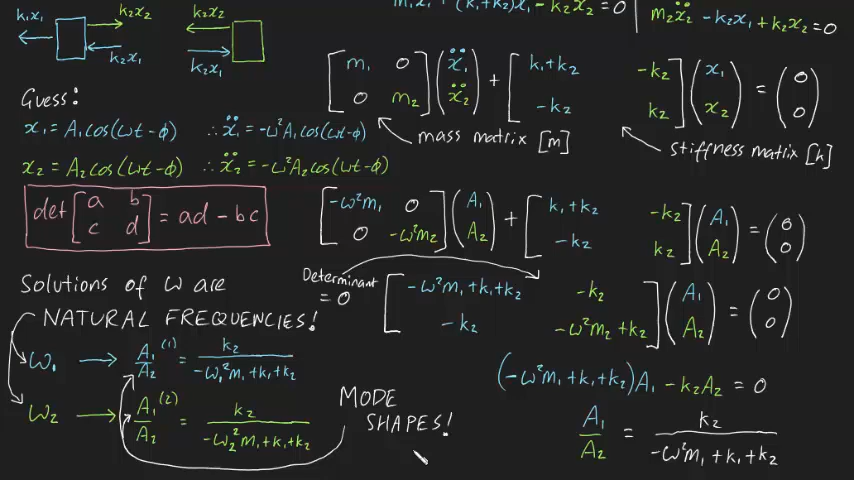 m₁ẍ₁ + (k₁+k₂)x₁ - k₂x₂ = 0
m₂ẍ₂ - k₂x₁ + k₂x₂ = 0
k₁x₁
k₂x₂
k₂x₂
k₂x₁
k₂x₂
[m₁ 0; 0 m₂](ẍ₁; ẍ₂) + [k₁+k₂ -k₂; -k₂ k₂](x₁; x₂) = (0; 0)
mass matrix [m]
stiffness matrix [k]
Guess:
x₁ = A₁cos(ωt-ϕ) ∴ẍ₁ = -ω²A₁cos(ωt-ϕ)
x₂ = A₂cos(ωt-ϕ) ∴ẍ₂ = -ω²A₂cos(ωt-ϕ)
det[a b; c d] = ad - bc
[-ω²m₁ 0; 0 -ω²m₂](A₁; A₂) + [k₁+k₂ -k₂; -k₂ k₂](A₁; A₂) = (0; 0)
Determinant
= 0
[-ω²m₁+k₁+k₂ -k₂; -k₂ -ω²m₂+k₂](A₁; A₂) = (0; 0)
Solutions of ω are
NATURAL FREQUENCIES!
ω₁ → A₁/A₂⁽¹⁾ = k₂/(-ω₁²m₁+k₁+k₂)
ω₂ → A₁/A₂⁽²⁾ = k₂/(-ω₂²m₁+k₁+k₂)
MODE
SHAPES!
(-ω²m₁+k₁+k₂)A₁ - k₂A₂ = 0
A₁/A₂ = k₂/(-ω²m₁+k₁+k₂)